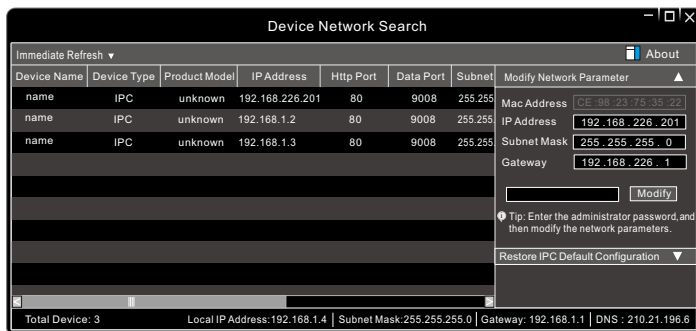 Device Network Search
Immediate Refresh ▼
About
Device Name Device Type Product Model IP Address Http Port Data Port Subnet
name IPC unknown 192.168.226.201 80 9008 255.255
name IPC unknown 192.168.1.2 80 9008 255.255.
name IPC unknown 192.168.1.3 80 9008 255.255.
Modify Network Parameter ▲
Mac Address CE :98 :23 :75 :35 :22
IP Address 192 .168 . 226 . 201
Subnet Mask 255 . 255 . 255 . 0
Gateway 192 .168 . 226 . 1
Modify
Tip: Enter the administrator password,and
then modify the network parameters.
Restore IPC Default Configuration ▼
Total Device: 3 Local IP Address:192.168.1.4 Subnet Mask:255.255.255.0 Gateway: 192.168.1.1 DNS : 210.21.196.6